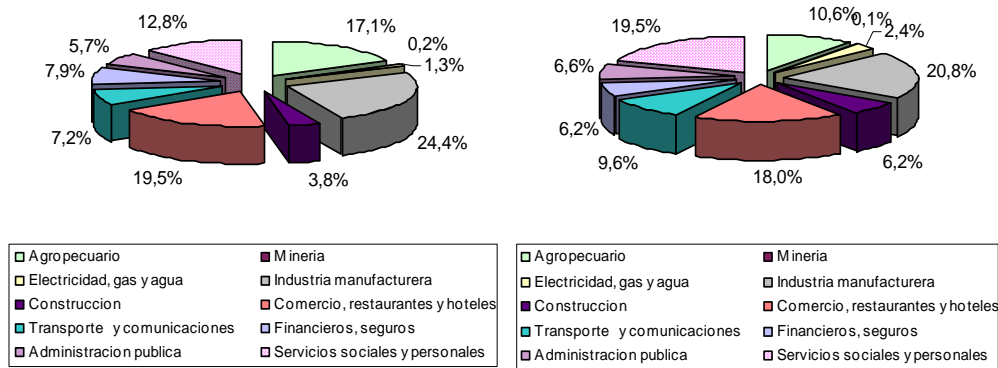 12,8%
17,1%
5,7%
0,2%
7,9%
1,3%
7,2%
24,4%
19,5%
3,8%
19,5%
10,6%
0,1%
2,4%
6,6%
20,8%
6,2%
9,6%
6,2%
18,0%
Agropecuario Mineria
Electricidad, gas y agua Industria manufacturera
Construccion Comercio, restaurantes y hoteles
Transporte y comunicaciones Financieros, seguros
Administracion publica Servicios sociales y personales
Agropecuario Mineria
Electricidad, gas y agua Industria manufacturera
Construccion Comercio, restaurantes y hoteles
Transporte y comunicaciones Financieros, seguros
Administracion publica Servicios sociales y personales